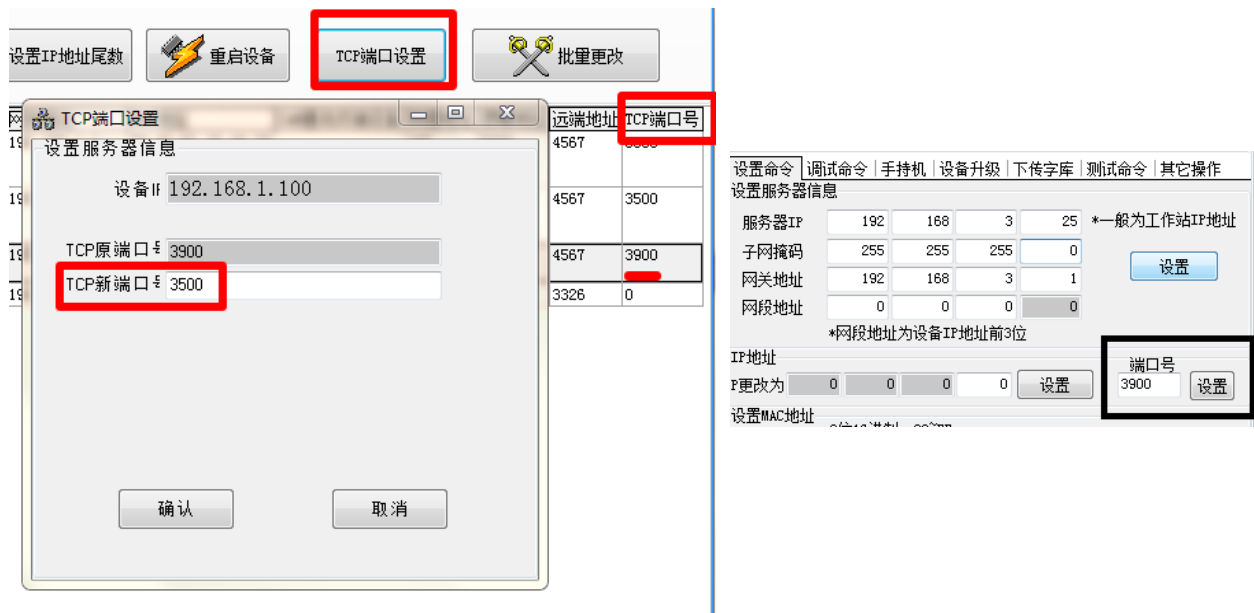 设置IP地址尾数
重启设备
TCP端口设置
批量更改
TCP端口设置
远端地址
TCP端口号
设置服务器信息
设备IP 192.168.1.100
TCP原端口号 3900
TCP新端口号 3500
确认
取消
4567
4567 3500
4567 3900
3326 0
设置命令 调试命令 手持机 设备升级 下传字库 测试命令 其它操作
设置服务器信息
服务器IP 192 168 3 25 *一般为工作站IP地址
子网掩码 255 255 255 0
设置
网关地址 192 168 3 1
网段地址 0 0 0 0
*网段地址为设备IP地址前3位
IP地址
端口号
P更改为 0 0 0 0 设置
3900 设置
设置MAC地址